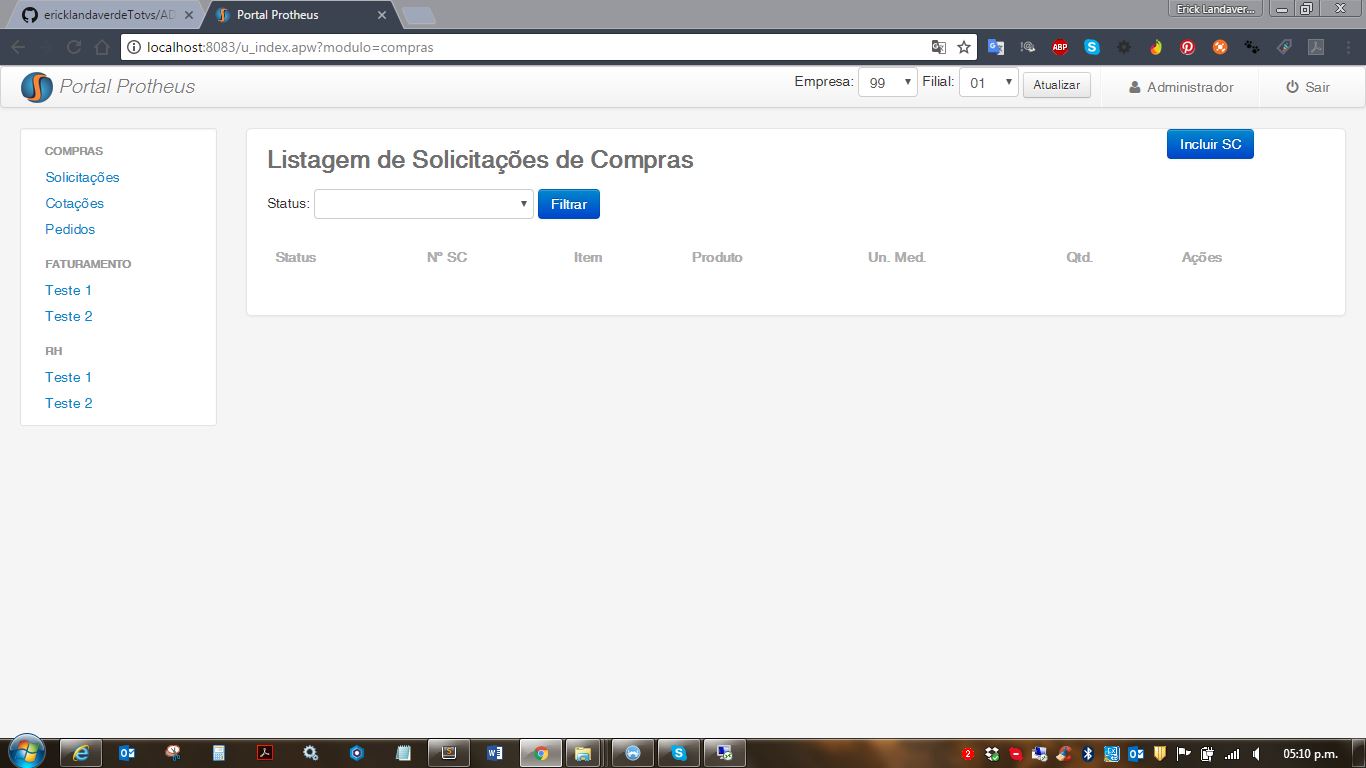 ericklandaverdeTotvs/AD
Portal Protheus
Erick Landaver...
localhost:8083/u_index.apw?modulo=compras
ABP
Portal Protheus
Empresa: 99 Filial: 01 Atualizar
Administrador
Sair
COMPRAS
Solicitações
Cotações
Pedidos
FATURAMENTO
Teste 1
Teste 2
RH
Teste 1
Teste 2
Incluir SC
Listagem de Solicitações de Compras
Status:
Filtrar
Status Nº SC Item Produto Un. Med. Qtd. Ações
2
05:10 p.m.